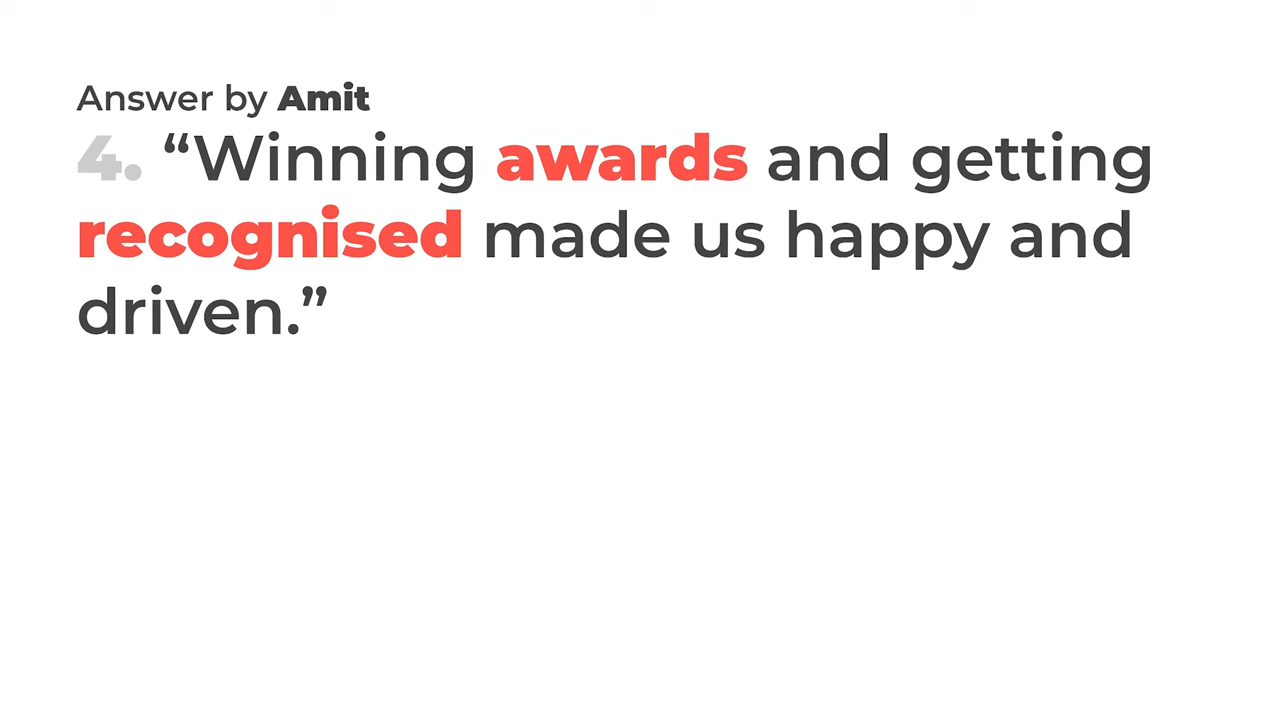 Answer by Amit
4. “Winning awards and getting
recognised made us happy and
driven.”